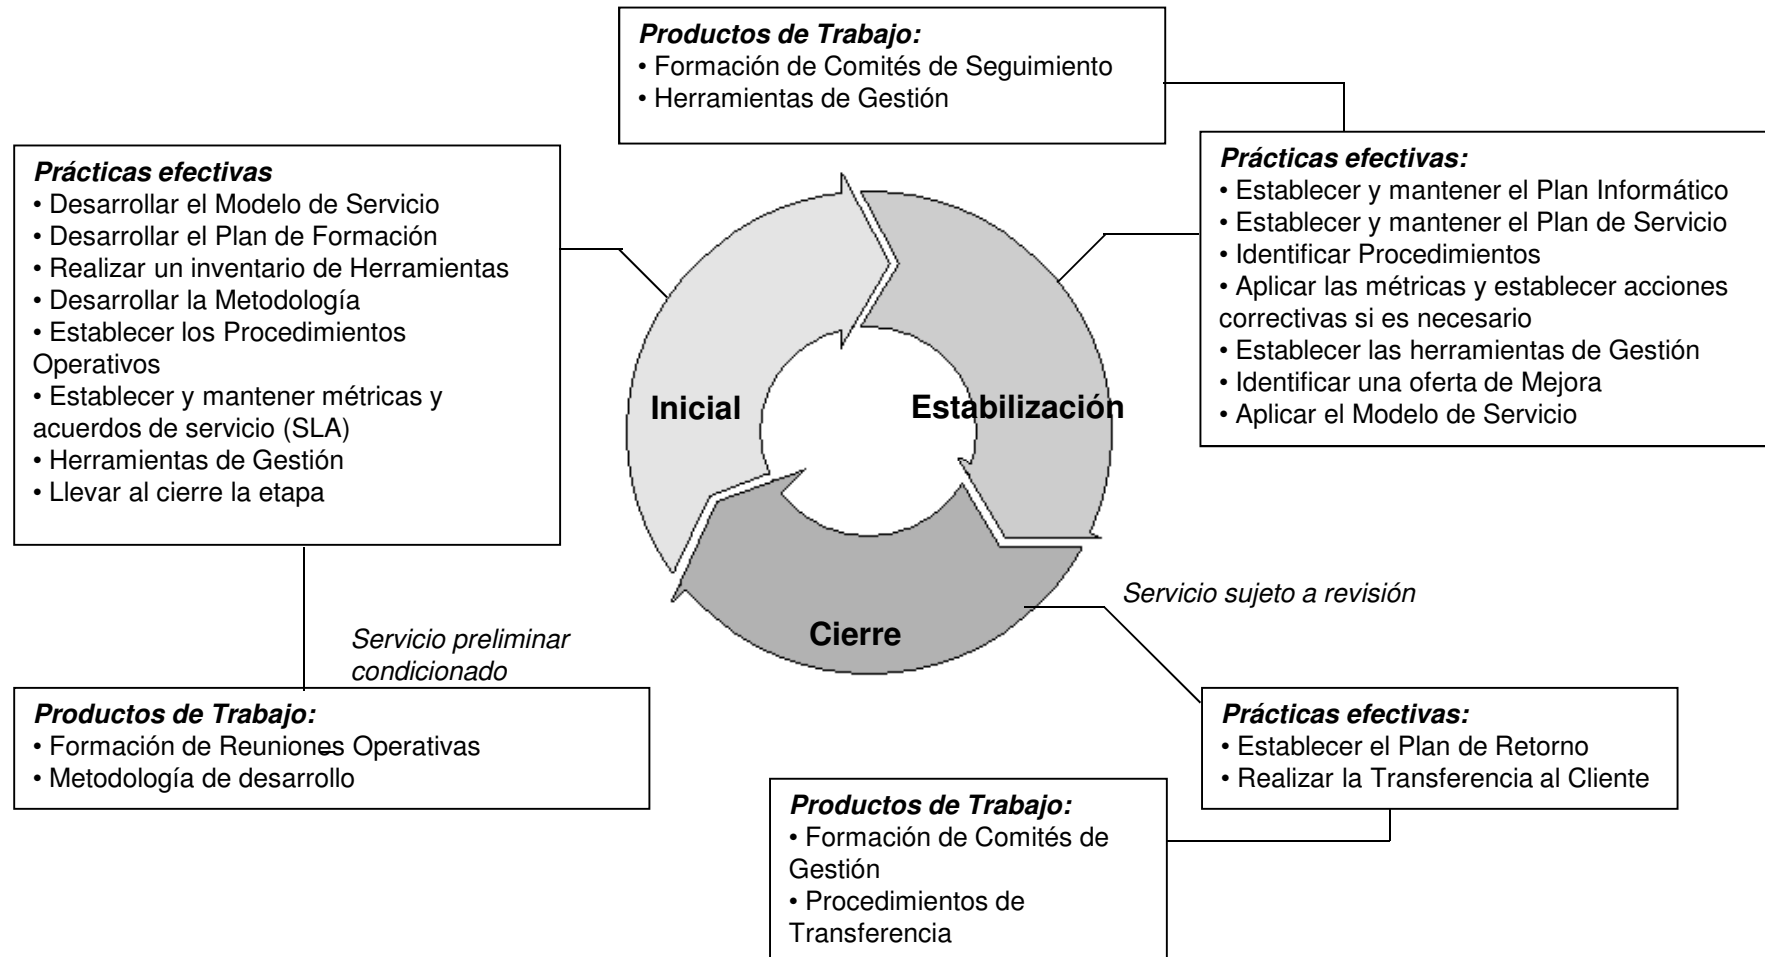 Productos de Trabajo:
• Formación de Comités de Seguimiento
• Herramientas de Gestión
Prácticas efectivas
• Desarrollar el Modelo de Servicio
• Desarrollar el Plan de Formación
• Realizar un inventario de Herramientas
• Desarrollar la Metodología
• Establecer los Procedimientos
Operativos
• Establecer y mantener métricas y
acuerdos de servicio (SLA)
• Herramientas de Gestión
• Llevar al cierre la etapa
Prácticas efectivas:
• Establecer y mantener el Plan Informático
• Establecer y mantener el Plan de Servicio
• Identificar Procedimientos
• Aplicar las métricas y establecer acciones
correctivas si es necesario
• Establecer las herramientas de Gestión
• Identificar una oferta de Mejora
• Aplicar el Modelo de Servicio
Inicial
Estabilización
Cierre
Servicio sujeto a revisión
Servicio preliminar
condicionado
Productos de Trabajo:
• Formación de Reuniones Operativas
• Metodología de desarrollo
Prácticas efectivas:
• Establecer el Plan de Retorno
• Realizar la Transferencia al Cliente
Productos de Trabajo:
• Formación de Comités de
Gestión
• Procedimientos de
Transferencia